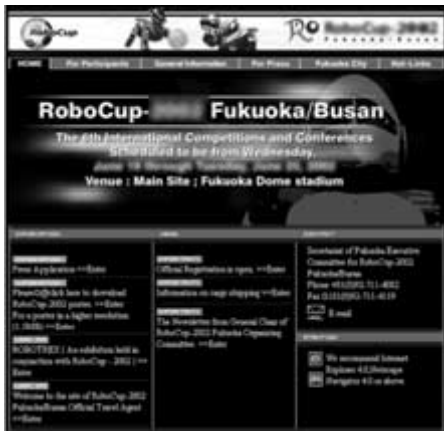 RoboCup
RoboCup-2002
Fukuoka/Busan
HOME For Participants General Information For Press Fukuoka City Hot-Links
RoboCup- Fukuoka/Busan
The 6th International Competitions and Conferences
Scheduled to be from Wednesday,
June 19 through Tuesday, June 25, 2002
Venue : Main Site ; Fukuoka Dome stadium
Press Application >>Enter
click here to download
RoboCup-2002 poster. >>Enter
For a poster in a higher resolution
>>Enter
ROBOTREX ( An exhibition held in
conjunction with RoboCup - 2002 ) >>
Enter
Welcome to the site of RoboCup-2002
Fukuoka/Busan Official Travel Agent
>>Enter
Official Registration is open. >>Enter
Information on cargo shipping >>Enter
The Newsletter from General Chair of
RoboCup-2002 Fukuoka Organizing
Committee. >>Enter
Secretariat of Fukuoka Executive
Committee for RoboCup-2002
Fukuoka/Busan
Phone
Fax
E-mail
We recommend Internet
Explorer 4.0,Netscape
Navigator 4.0 or above.